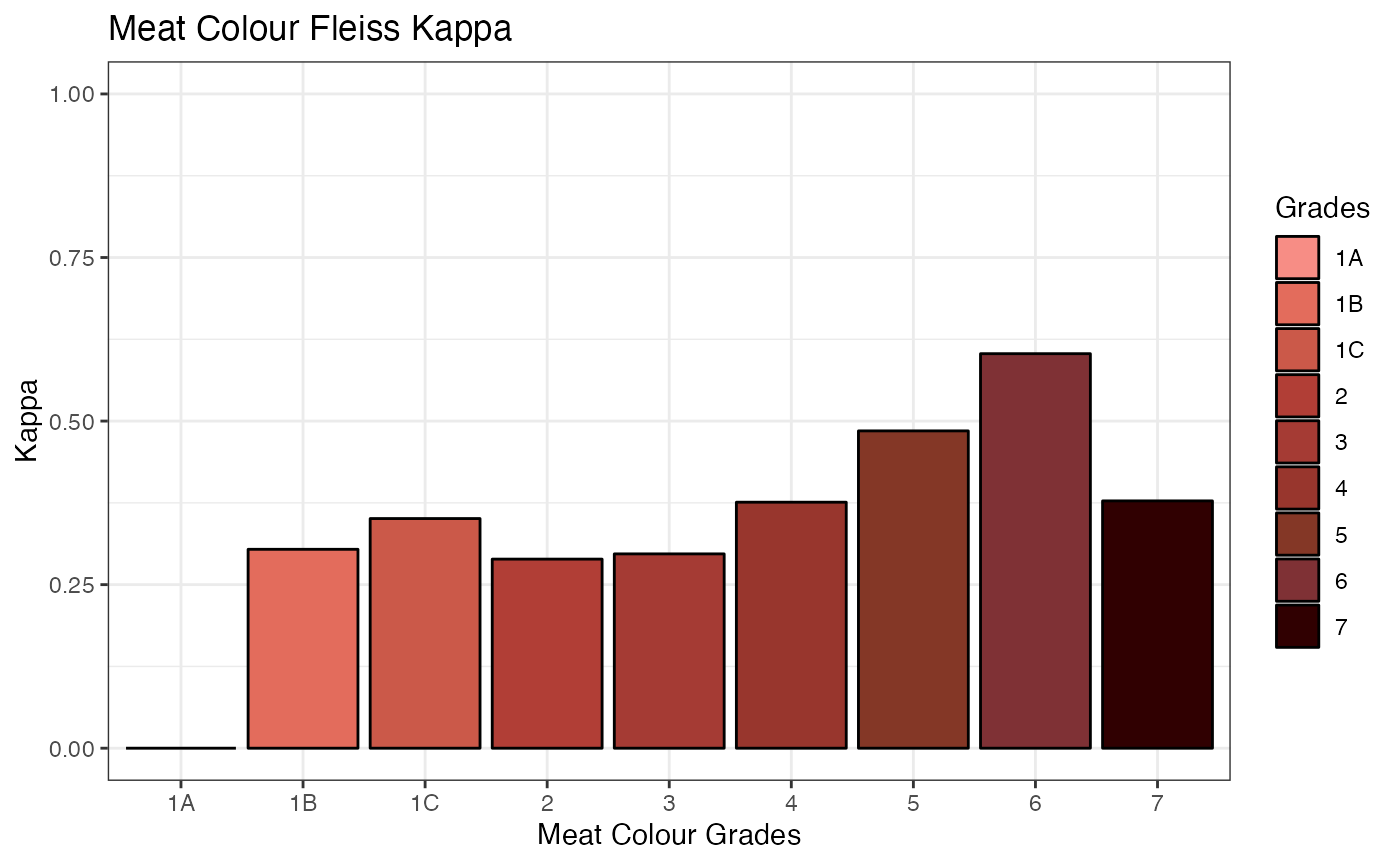 Meat Colour Fleiss Kappa
1.00
0.75
0.50
0.25
0.00
Kappa
1A 1B 1C 2 3 4 5 6 7
Meat Colour Grades
Grades
1A
1B
1C
2
3
4
5
6
7